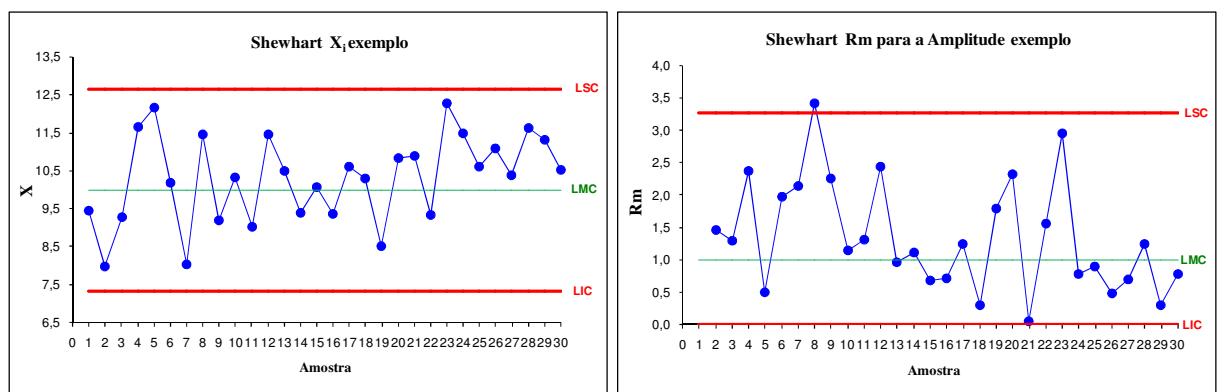 Shewhart Xi exemplo
13,5
12,5
11,5
10,5
9,5
8,5
7,5
6,5
X
LSC
LMC
LIC
0 1 2 3 4 5 6 7 8 9 10 11 12 13 14 15 16 17 18 19 20 21 22 23 24 25 26 27 28 29 30
Amostra
Shewhart Rm para a Amplitude exemplo
4,0
3,5
3,0
2,5
2,0
1,5
1,0
0,5
0,0
Rm
LSC
LMC
LIC
0 1 2 3 4 5 6 7 8 9 10 11 12 13 14 15 16 17 18 19 20 21 22 23 24 25 26 27 28 29 30
Amostra